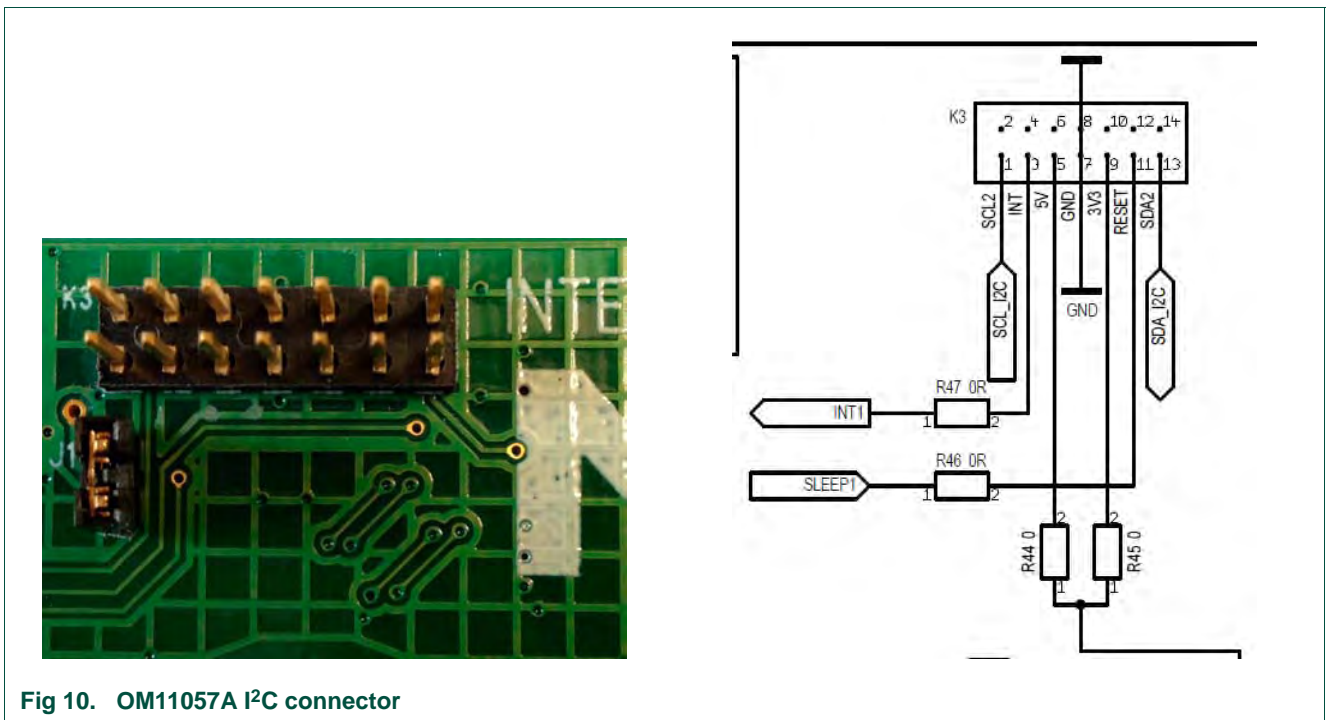 K3
INTE
J1
K3
2 4 6 8 10 12 14
1 3 5 7 9 11 13
SCL2
INT
5V
GND
3V3
RESET
SDA2
SCL_I2C
GND
SDA_I2C
R47 0R
INT1
1 2
R46 0R
SLEEP1
1 2
2 2
R44 0
R45 0
1 1
Fig 10. OM11057A I²C connector